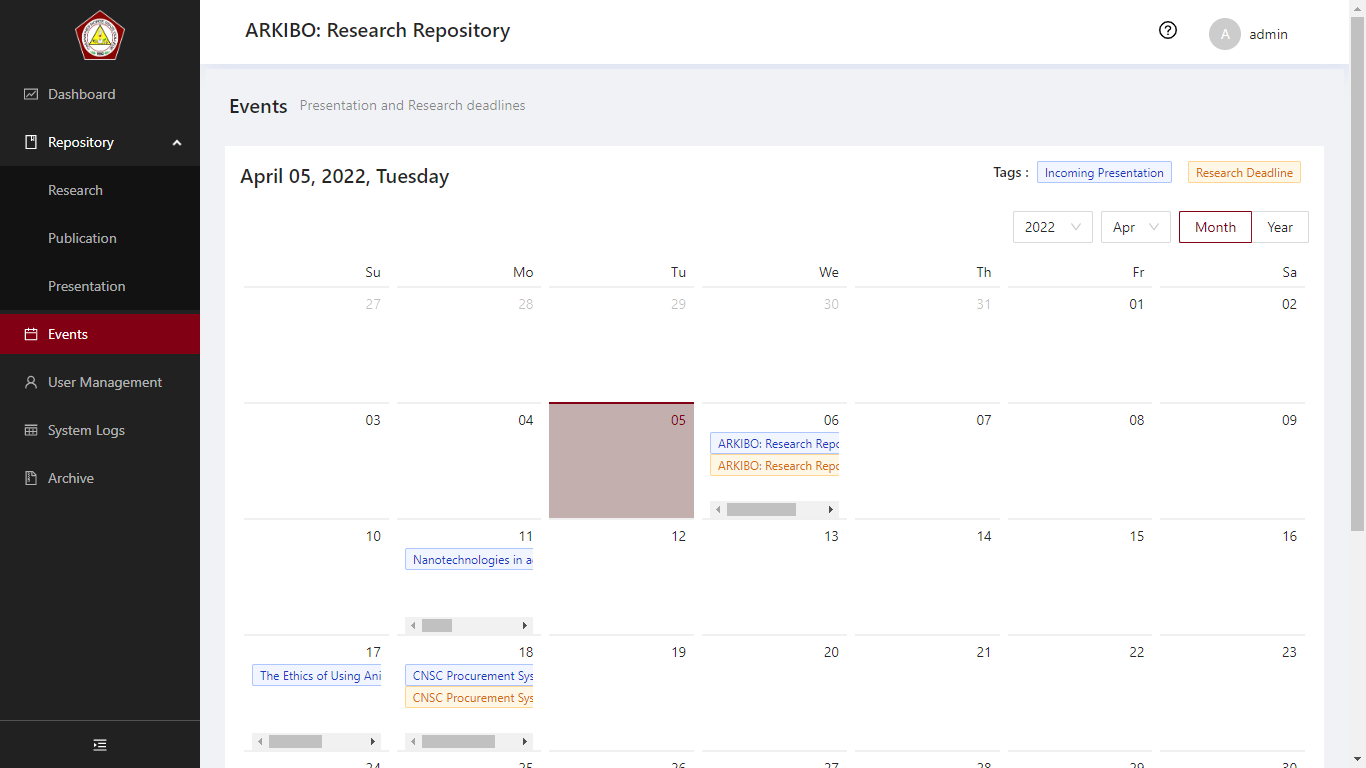 ARKIBO: Research Repository
A admin
Dashboard
Repository
Research
Publication
Presentation
Events
User Management
System Logs
Archive
Events Presentation and Research deadlines
April 05, 2022, Tuesday
Tags : Incoming Presentation Research Deadline
2022 Apr Month Year
Su Mo Tu We Th Fr Sa
27 28 29 30 31 01 02
03 04 05 06 07 08 09
ARKIBO: Research Repo
ARKIBO: Research Repo
10 11 12 13 14 15 16
Nanotechnologies in a
17 18 19 20 21 22 23
The Ethics of Using Ani CNSC Procurement Sys
CNSC Procurement Sys
24 25 26 27 28 29 30